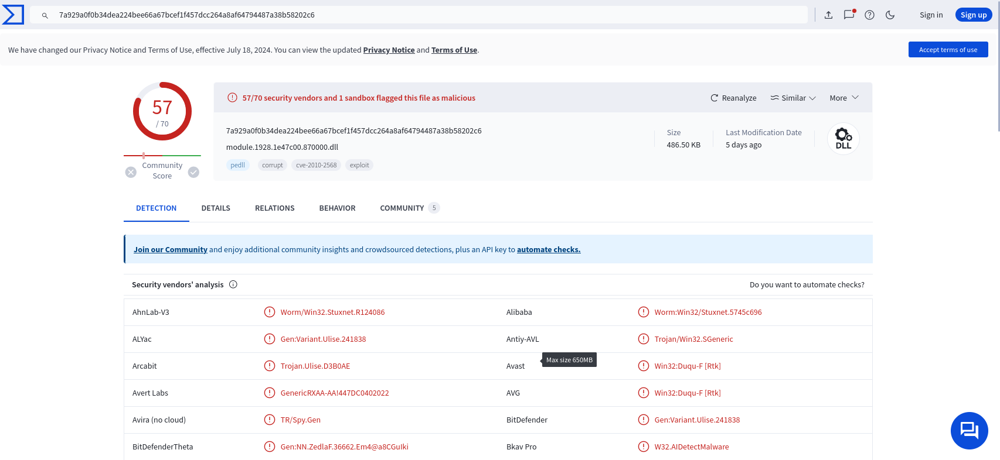 7a929a0f0b34dea224bee66a67bcef1f457dcc264a8af64794487a38b58202c6
Sign in
Sign up
We have changed our Privacy Notice and Terms of Use, effective July 18, 2024. You can view the updated Privacy Notice and Terms of Use.
Accept terms of use
57
/ 70
Community
Score
57/70 security vendors and 1 sandbox flagged this file as malicious
Reanalyze
Similar
More
7a929a0f0b34dea224bee66a67bcef1f457dcc264a8af64794487a38b58202c6
module.1928.1e47c00.870000.dll
pedll corrupt cve-2010-2568 exploit
Size
486.50 KB
Last Modification Date
5 days ago
DLL
DETECTION DETAILS RELATIONS BEHAVIOR COMMUNITY 5
Join our Community and enjoy additional community insights and crowdsourced detections, plus an API key to automate checks.
Security vendors' analysis Do you want to automate checks?
AhnLab-V3 Worm/Win32.Stuxnet.R124086 Alibaba Worm:Win32/Stuxnet.5745c696
ALYac Gen:Variant.Ulise.241838 Antiy-AVL Trojan/Win32.SGeneric
Max size 650MB
Arcabit Trojan.Ulise.D3B0AE Avast Win32:Duqu-F [Rtk]
Avert Labs GenericRXAA-AA!447DC0402022 AVG Win32:Duqu-F [Rtk]
Avira (no cloud) TR/Spy.Gen BitDefender Gen:Variant.Ulise.241838
BitDefenderTheta Gen:NN.ZedlaF.36662.Em4@a8CGuIki Bkav Pro W32.AIDetectMalware